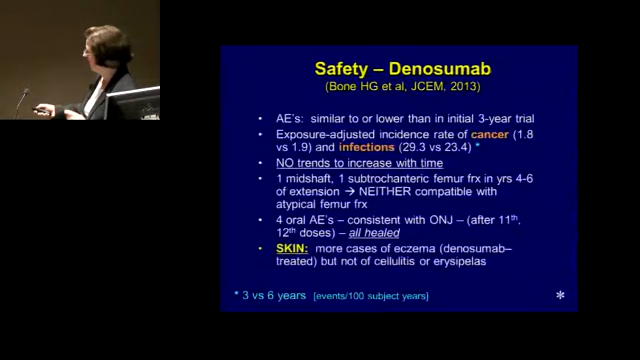 Safety – Denosumab
(Bone HG et al, JCEM, 2013)
• AE's: similar to or lower than in initial 3-year trial
• Exposure-adjusted incidence rate of cancer (1.8
vs 1.9) and infections (29.3 vs 23.4) *
• NO trends to increase with time
• 1 midshaft, 1 subtrochanteric femur frx in yrs 4-6
of extension → NEITHER compatible with
atypical femur frx
• 4 oral AE's – consistent with ONJ – (after 11th,
12th doses) – all healed
• SKIN: more cases of eczema (denosumab–
treated) but not of cellulitis or erysipelas
* 3 vs 6 years [events/100 subject years]
*